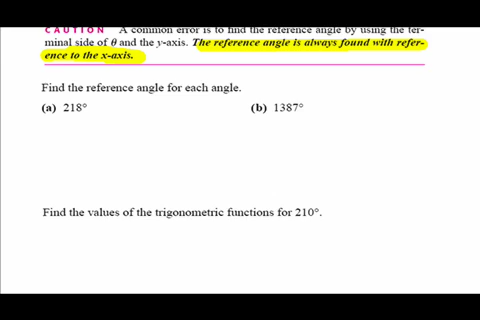 CAUTION A common error is to find the reference angle by using the ter-
minal side of θ and the y-axis. The reference angle is always found with refer-
ence to the x-axis.
Find the reference angle for each angle.
(a) 218° (b) 1387°
Find the values of the trigonometric functions for 210°.